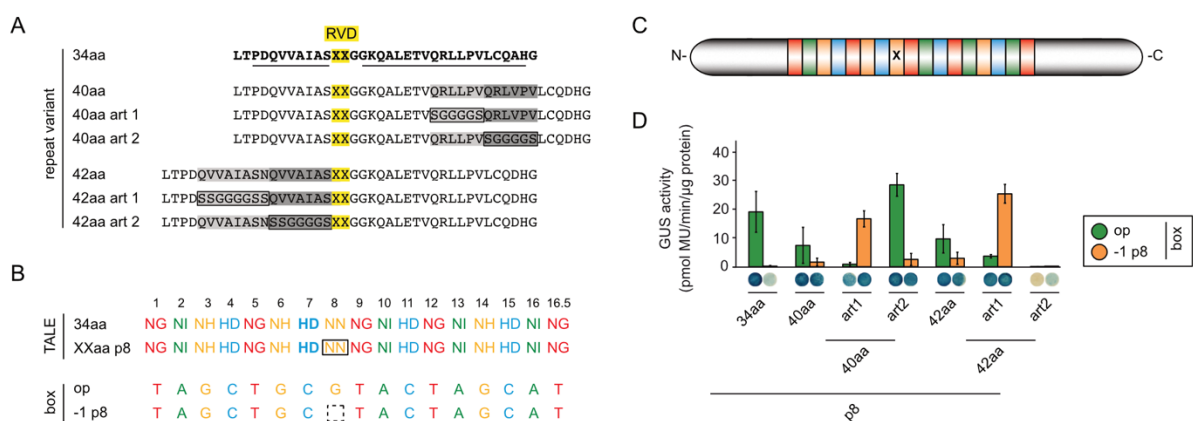 A
RVD
34aa LTPDQVVAIASXXGGKQALETVQRLLPVLCQAHG
repeat variant
40aa LTPDQVVAIASXXGGKQALETVQRLLPVQRLVPVLCQDHG
40aa art 1 LTPDQVVAIASXXGGKQALETVSGGGGSQRLVPVLCQDHG
40aa art 2 LTPDQVVAIASXXGGKQALETVQRLLPVSGGGGSLCQDHG
42aa LTPDQVVAIASNQVVAIASXXGGKQALETVQRLLPVLCQDHG
42aa art 1 LTPDSSGGGGSSQVVAIASXXGGKQALETVQRLLPVLCQDHG
42aa art 2 LTPDQVVAIASNSSGGGGSXXGGKQALETVQRLLPVLCQDHG
B
1 2 3 4 5 6 7 8 9 10 11 12 13 14 15 16 16.5
TALE
34aa NG NI NH HD NG NH HD NN NG NI HD NG NI NH HD NI NG
XXaa p8 NG NI NH HD NG NH HD NN NG NI HD NG NI NH HD NI NG
box
op T A G C T G C G T A C T A G C A T
-1 p8 T A G C T G C T A C T A G C A T
C
N- X -C
D
GUS activity
(pmol MU/min/µg protein)
40
30
20
10
0
34aa 40aa art1 art2 42aa art1 art2
40aa 42aa
p8
op
-1 p8
box